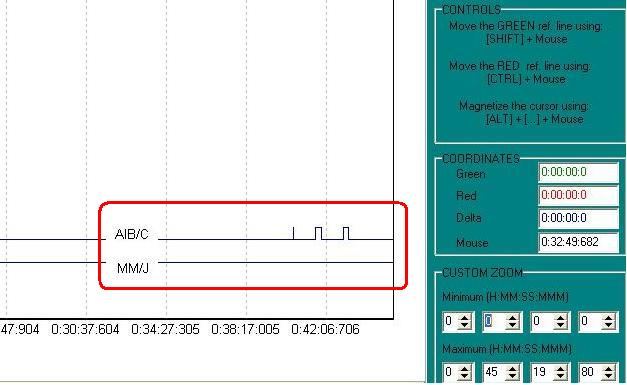 CONTROLS
Move the GREEN ref. line using:
[SHIFT] + Mouse
Move the RED ref. line using:
[CTRL] + Mouse
Magnetize the cursor using:
[ALT] + [...] + Mouse
COORDINATES
Green 0:00:00:0
Red 0:00:00:0
Delta 0:00:00:0
Mouse 0:32:49:682
AIB/C
MM/J
47:904 0:30:37:604 0:34:27:305 0:38:17:005 0:42:06:706
CUSTOM ZOOM
Minimum (H:MM:SS:MMM)
0 0 0 0
Maximum (H:MM:SS:MMM)
0 45 19 80